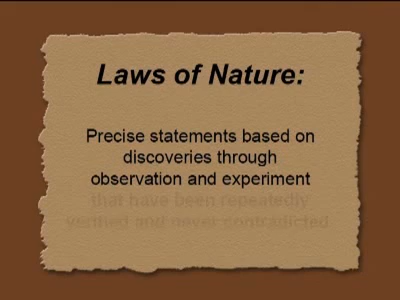 Laws of Nature:
Precise statements based on
discoveries through
observation and experiment
that have been repeatedly
verified and never contradicted